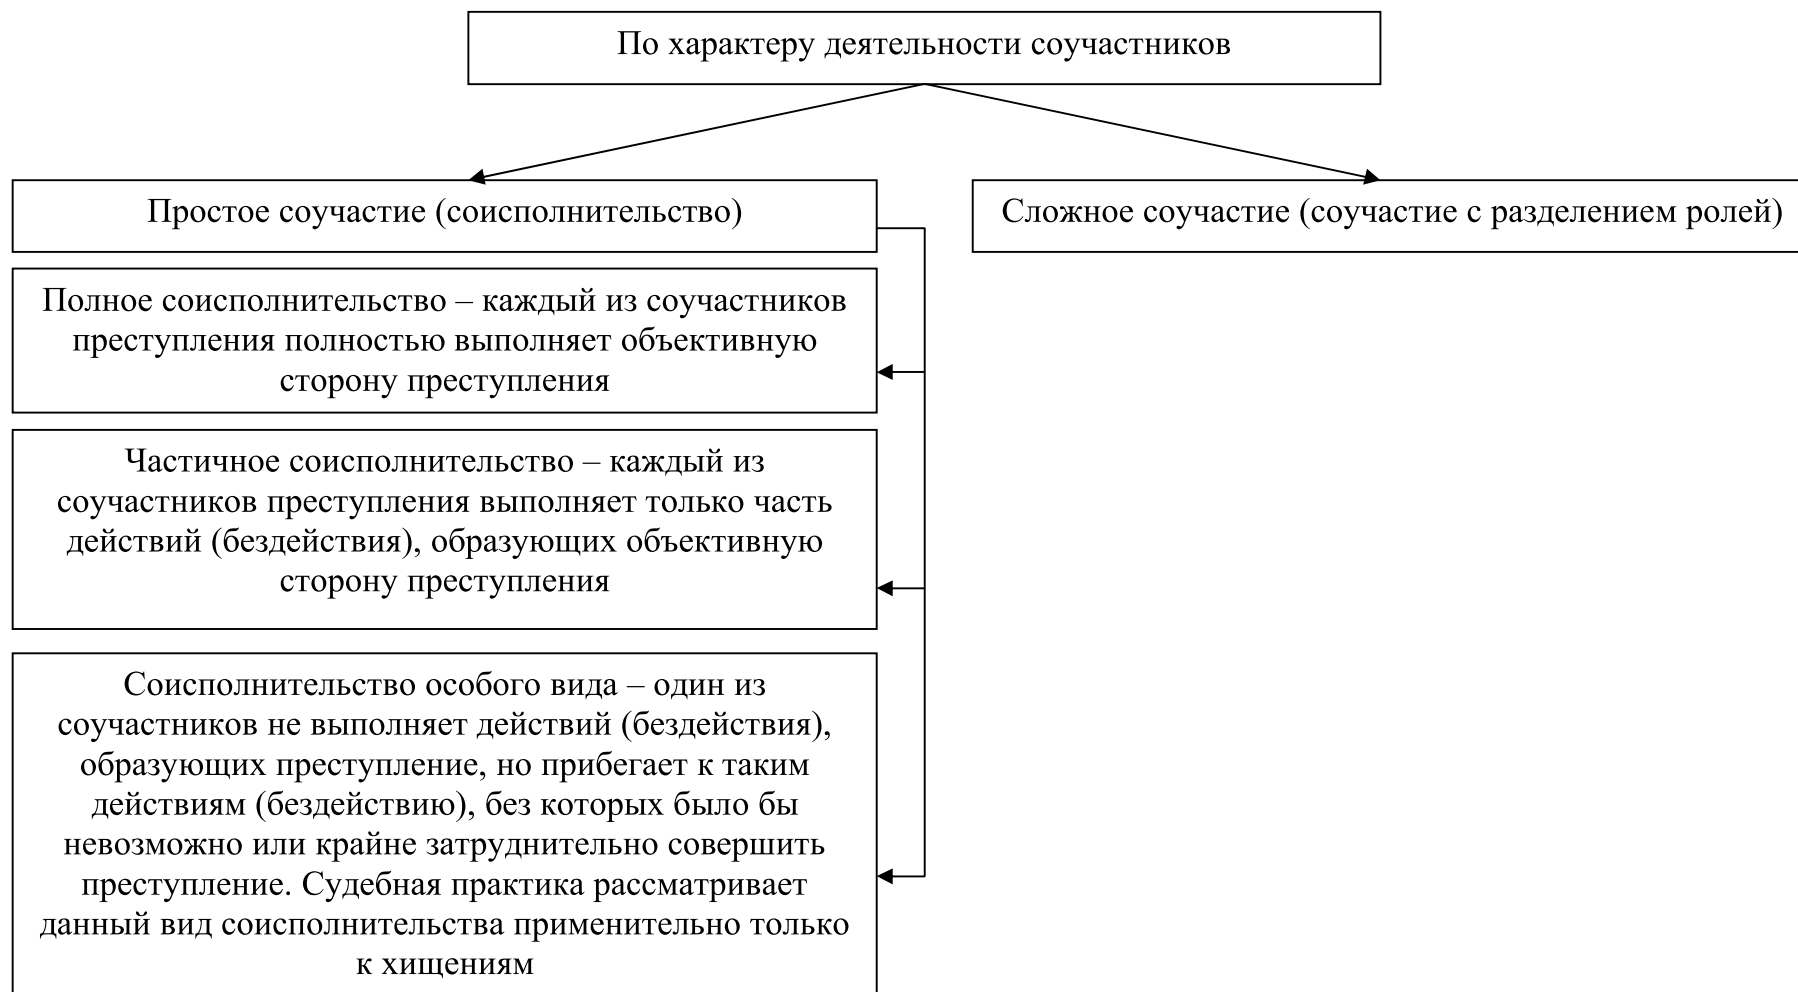 По характеру деятельности соучастников
Простое соучастие (соисполнительство)
Сложное соучастие (соучастие с разделением ролей)
Полное соисполнительство – каждый из соучастников
преступления полностью выполняет объективную
сторону преступления
Частичное соисполнительство – каждый из
соучастников преступления выполняет только часть
действий (бездействия), образующих объективную
сторону преступления
Соисполнительство особого вида – один из
соучастников не выполняет действий (бездействия),
образующих преступление, но прибегает к таким
действиям (бездействию), без которых было бы
невозможно или крайне затруднительно совершить
преступление. Судебная практика рассматривает
данный вид соисполнительства применительно только
к хищениям